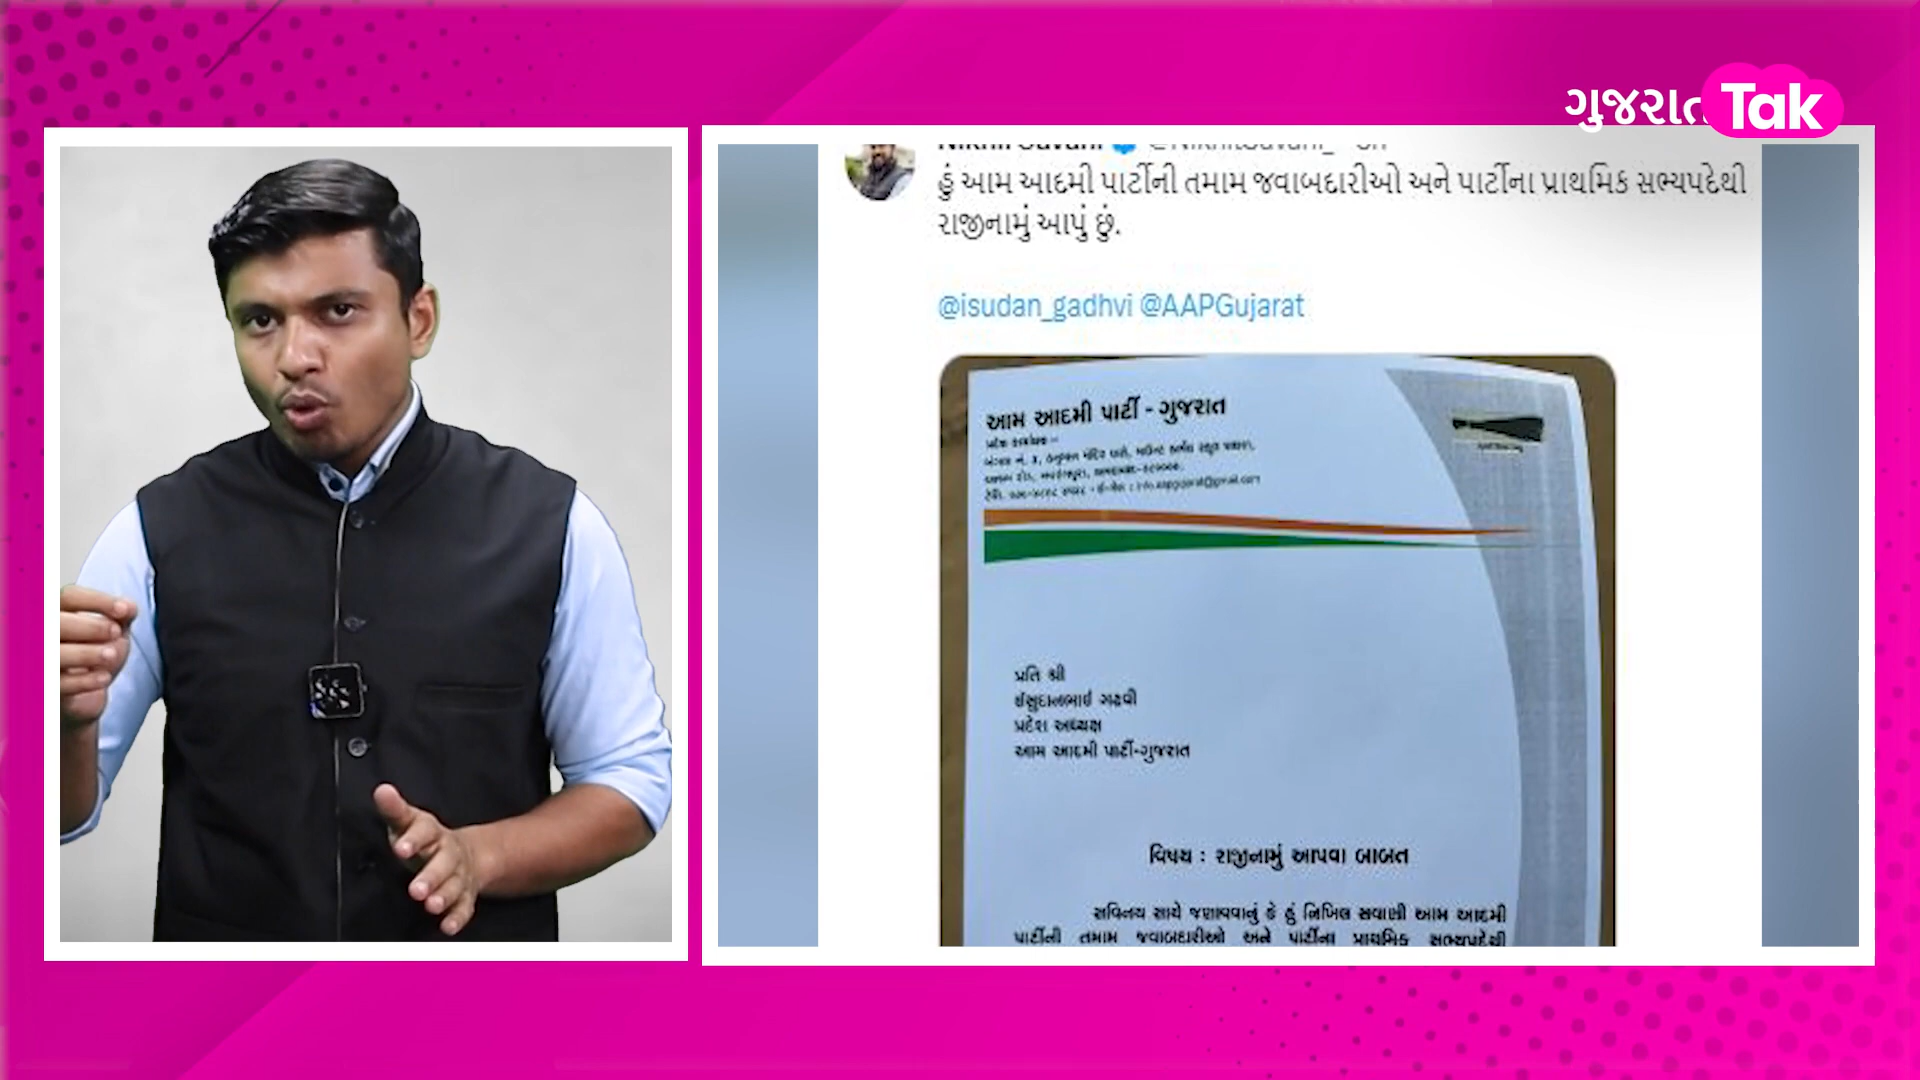 ગુજરાત Tak
હું આમ આદમી પાર્ટીની તમામ જવાબદારીઓ અને પાર્ટીના પ્રાથમિક સભ્યપદેથી
રાજીનામું આપું છું.
@isudan_gadhvi @AAPGujarat
આમ આદમી પાર્ટી - ગુજરાત
પ્રતિ શ્રી
ઈસુદાનભાઈ ગઢવી
પ્રદેશ અધ્યક્ષ
આમ આદમી પાર્ટી-ગુજરાત
વિષય : રાજીનામું આપવા બાબત
સવિનય સાથે જણાવવાનું કે હું નિખિલ સવાણી આમ આદમી
પાર્ટીની તમામ જવાબદારીઓ અને પાર્ટીના પ્રાથમિક સભ્યપદેથી